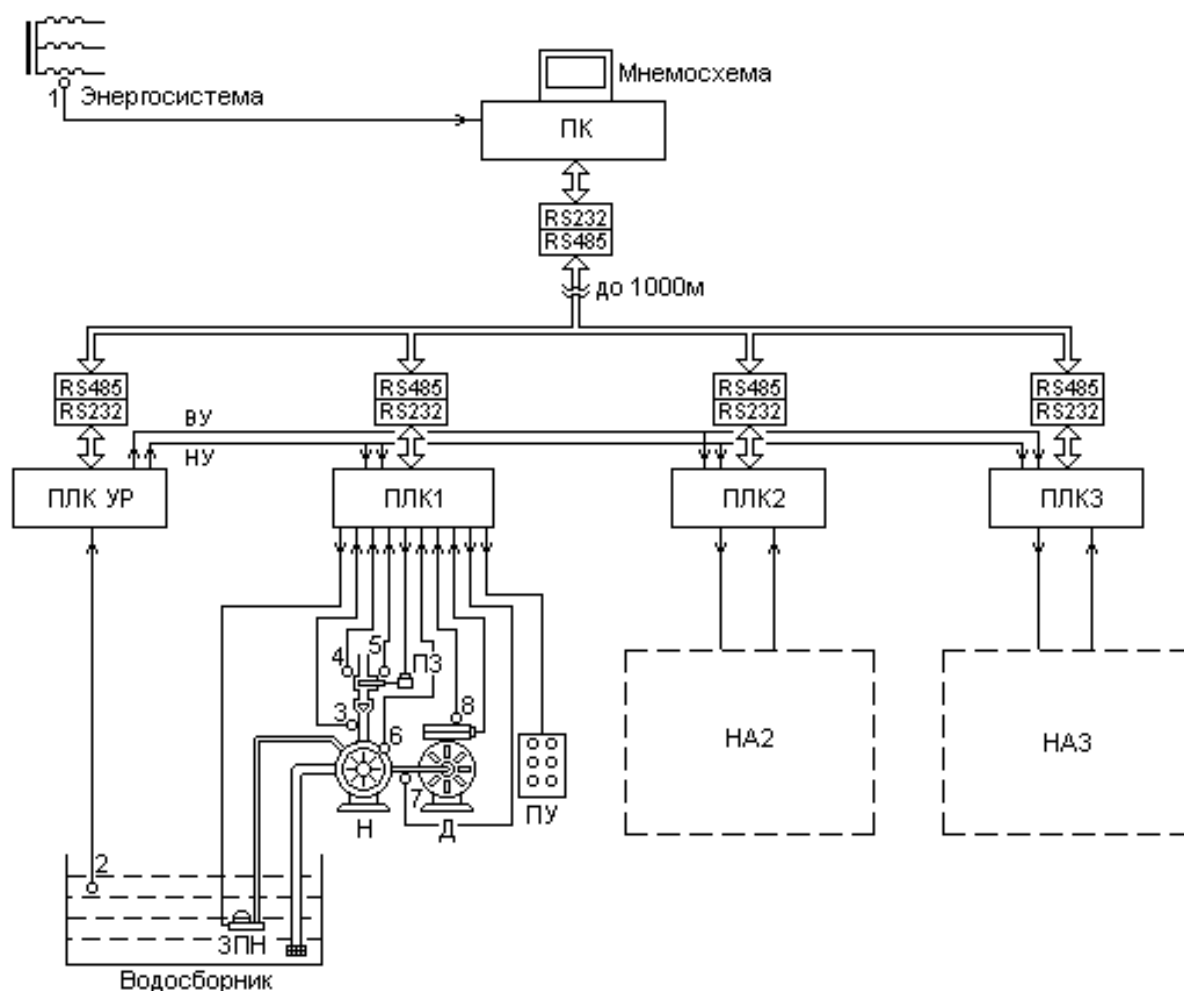 Мнемосхема
1 Энергосистема
ПК
RS232
RS485
до 1000м
RS485 RS485 RS485 RS485
RS232 RS232 RS232 RS232
ВУ
НУ
ПЛК УР ПЛК1 ПЛК2 ПЛК3
4 5 ПЗ
3 6 8
НА2 НА3
7
Н Д ПУ
2
ЗПН
Водосборник